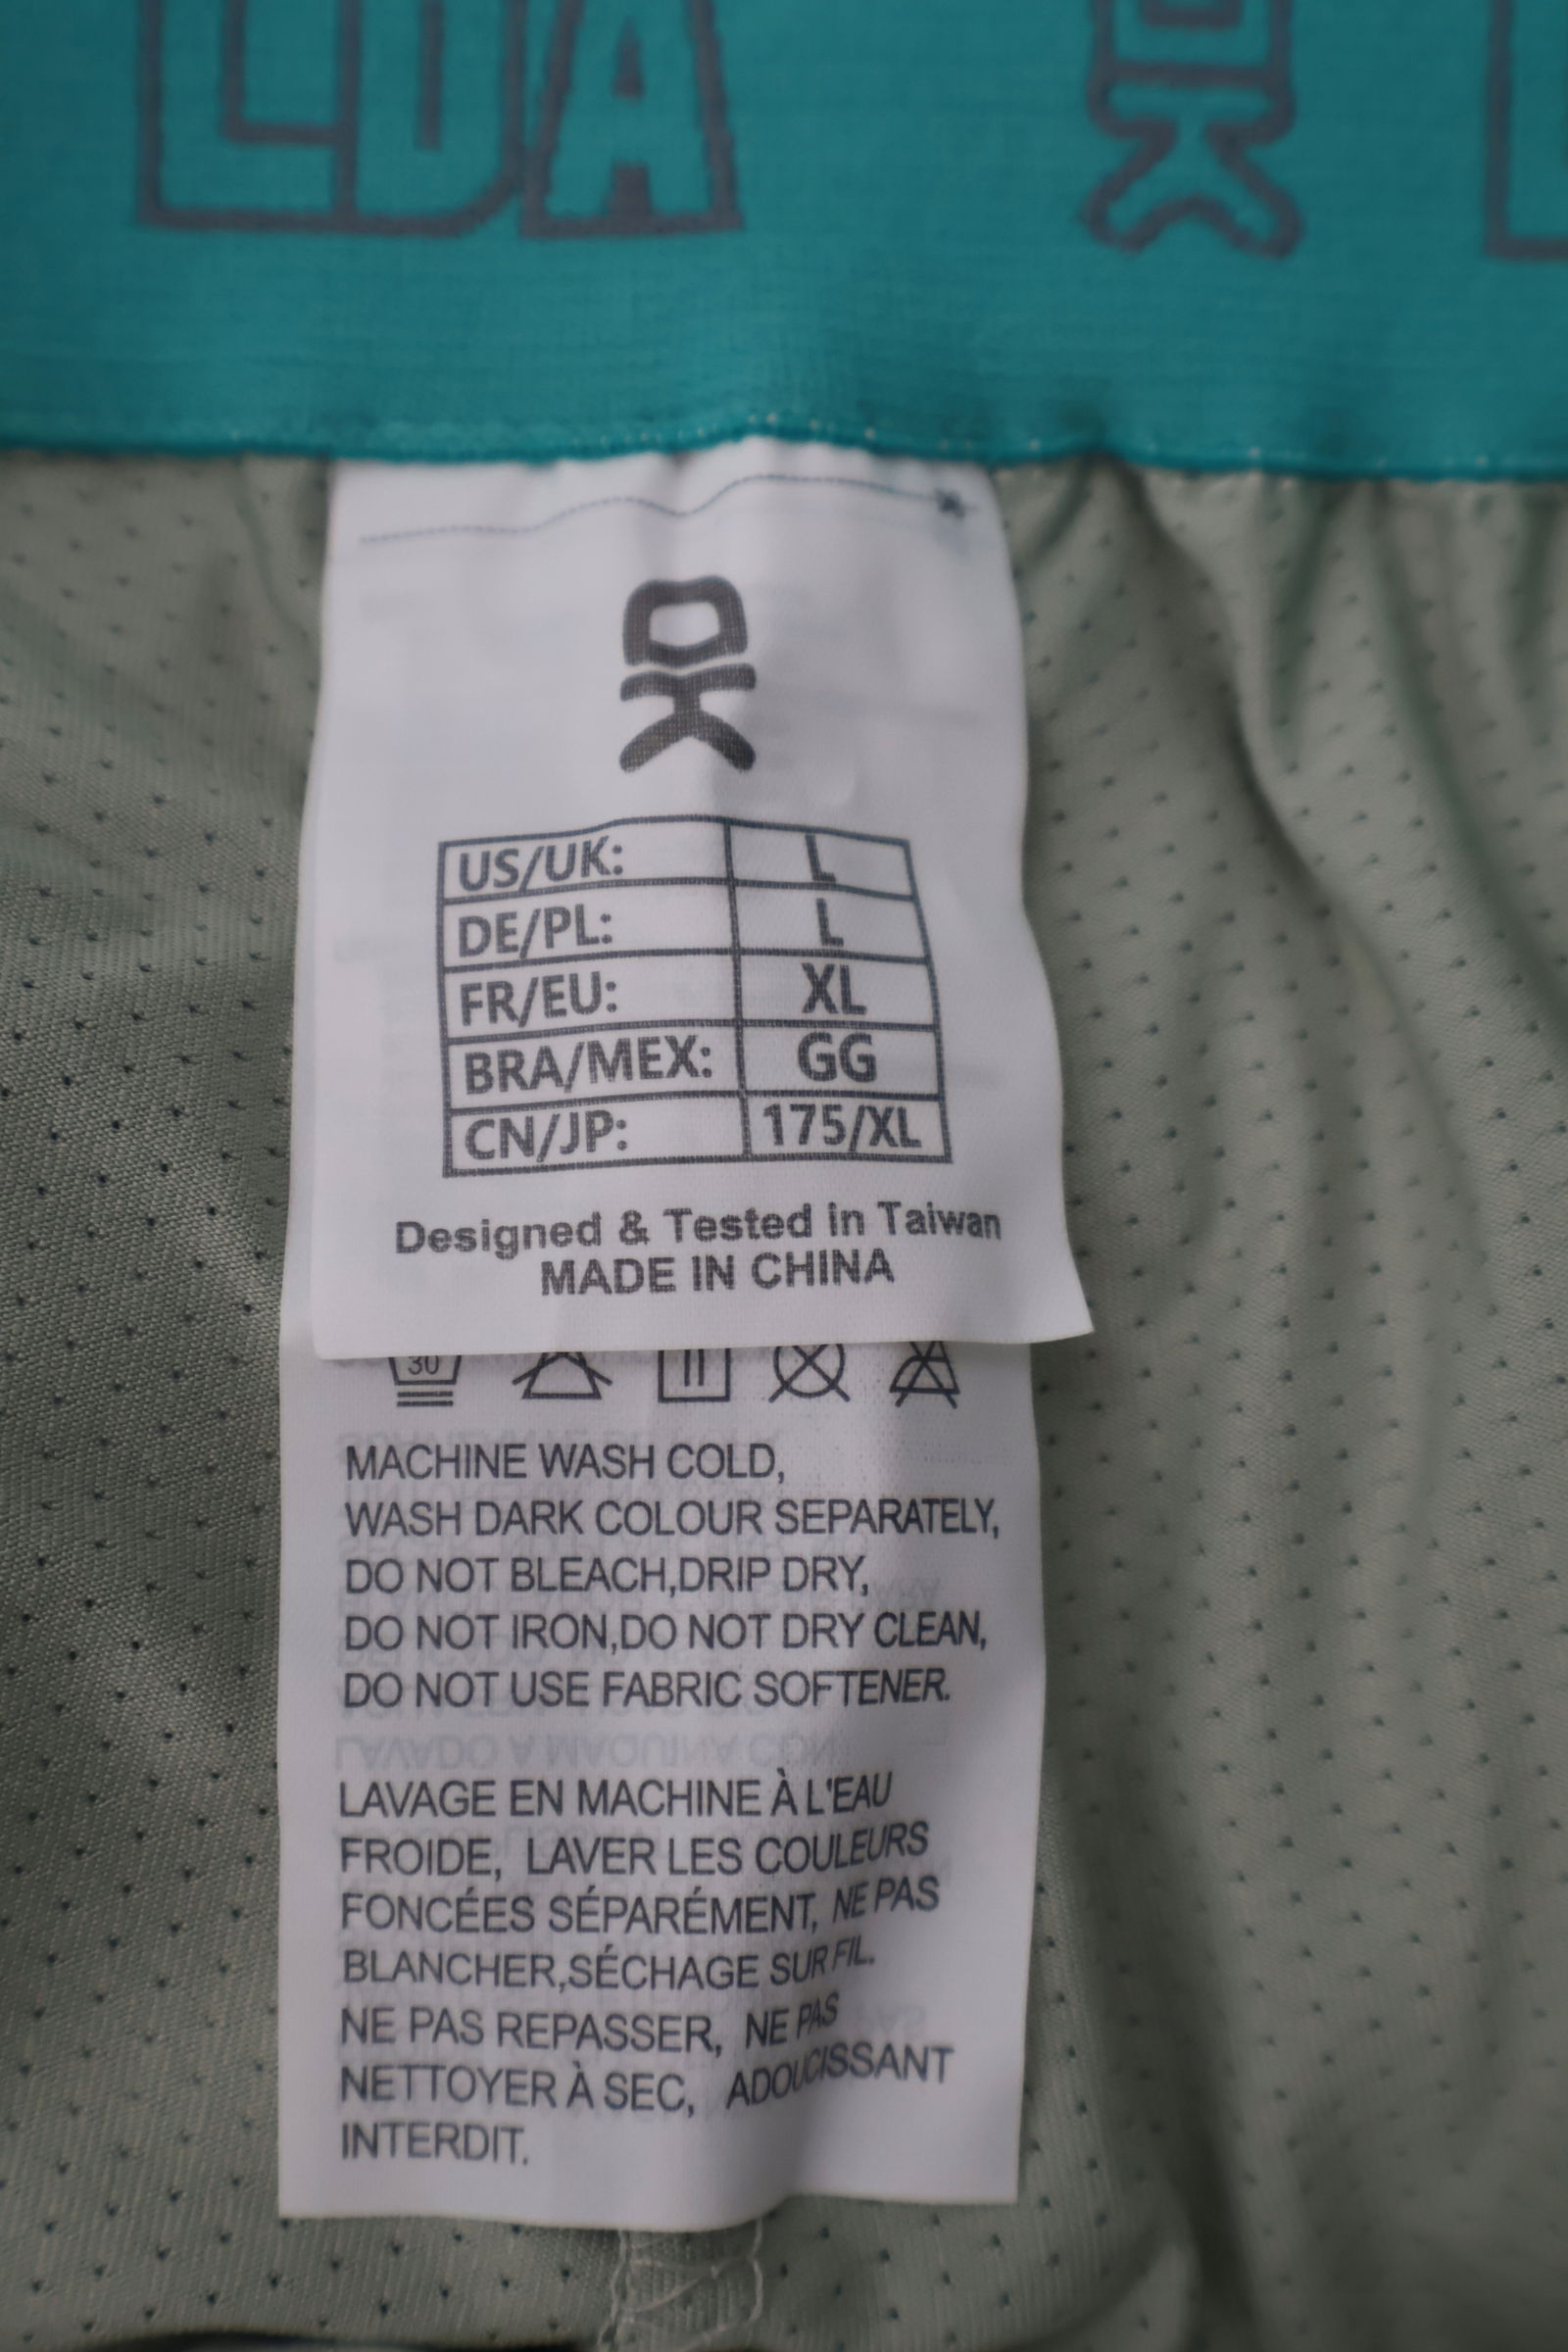 LDA
OK
US/UK: L
DE/PL: L
FR/EU: XL
BRA/MEX: GG
CN/JP: 175/XL
Designed & Tested in Taiwan
MADE IN CHINA
30
MACHINE WASH COLD,
WASH DARK COLOUR SEPARATELY,
DO NOT BLEACH,DRIP DRY,
DO NOT IRON,DO NOT DRY CLEAN,
DO NOT USE FABRIC SOFTENER.
LAVAGE EN MACHINE À L'EAU
FROIDE, LAVER LES COULEURS
FONCÉES SÉPARÉMENT, NE PAS
BLANCHER,SÉCHAGE SUR FIL.
NE PAS REPASSER, NE PAS
NETTOYER À SEC, ADOUCISSANT
INTERDIT.